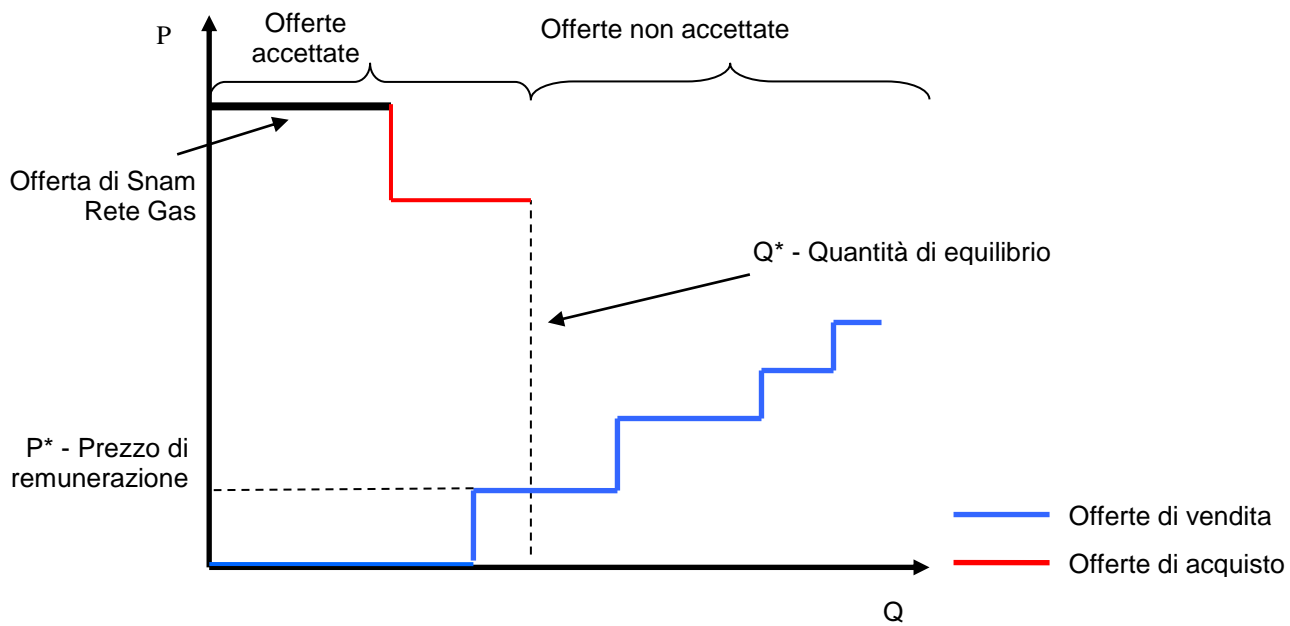 P
Offerte
accettate
Offerte non accettate
Offerta di Snam
Rete Gas
Q* - Quantità di equilibrio
P* - Prezzo di
remunerazione
Offerte di vendita
Offerte di acquisto
Q